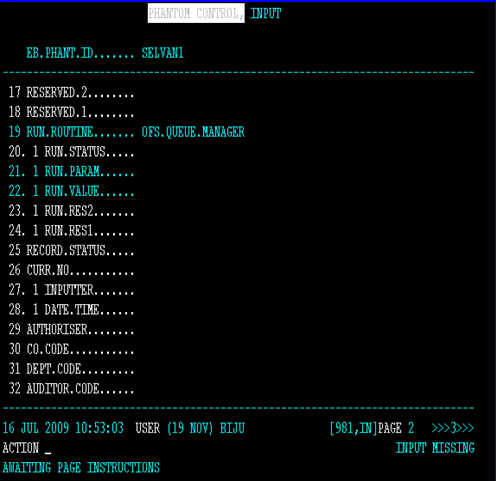 PHANTOM CONTROL, INPUT
EB.PHANT.ID....... SELVAN1
17 RESERVED.2........
18 RESERVED.1........
19 RUN.ROUTINE....... OFS.QUEUE.MANAGER
20. 1 RUN.STATUS.....
21. 1 RUN.PARAM......
22. 1 RUN.VALUE......
23. 1 RUN.RES2.......
24. 1 RUN.RES1.......
25 RECORD.STATUS.....
26 CURR.NO...........
27. 1 INPUTTER.......
28. 1 DATE.TIME......
29 AUTHORISER........
30 CO.CODE...........
31 DEPT.CODE.........
32 AUDITOR.CODE......
16 JUL 2009 10:53:03 USER (19 NOV) BIJU [981,IN]PAGE 2 >>>3>>>
ACTION _ INPUT MISSING
AWAITING PAGE INSTRUCTIONS